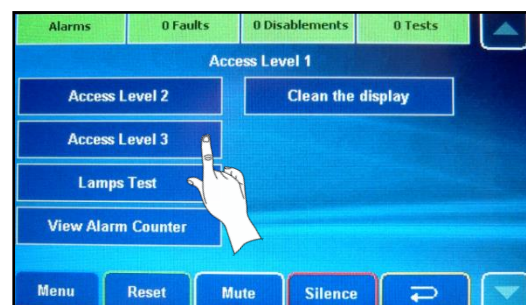 Alarms 0 Faults 0 Disablements 0 Tests
Access Level 1
Access Level 2 Clean the display
Access Level 3
Lamps Test
View Alarm Counter
Menu Reset Mute Silence